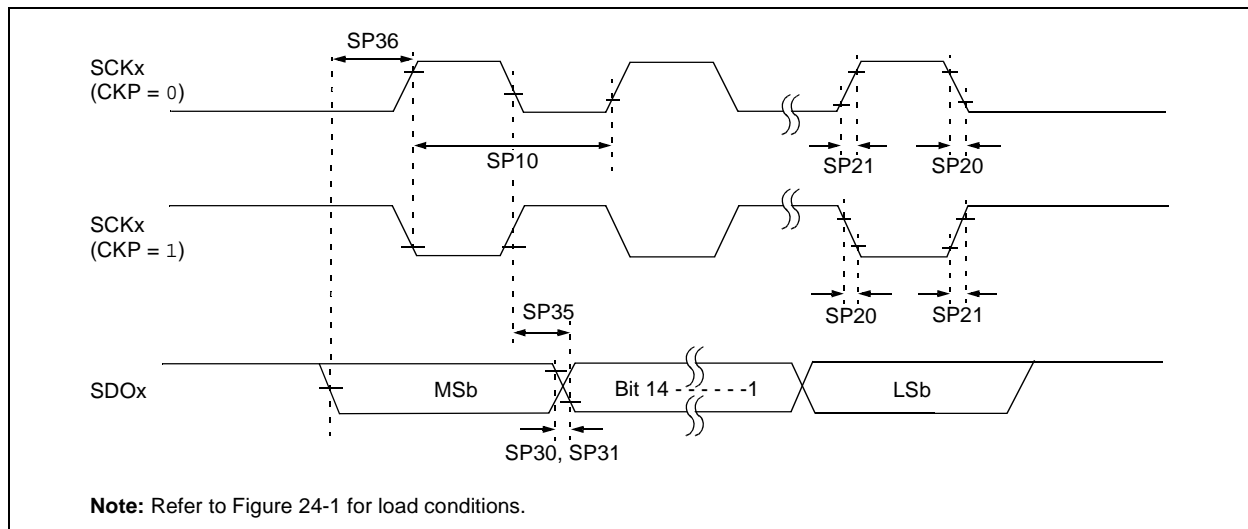 SP36
SCKx
(CKP = 0)
SP10
SP21
SP20
SCKx
(CKP = 1)
SP35
SP20
SP21
SDOx
MSb
Bit 14 - - - - - -1
LSb
SP30, SP31
Note: Refer to Figure 24-1 for load conditions.